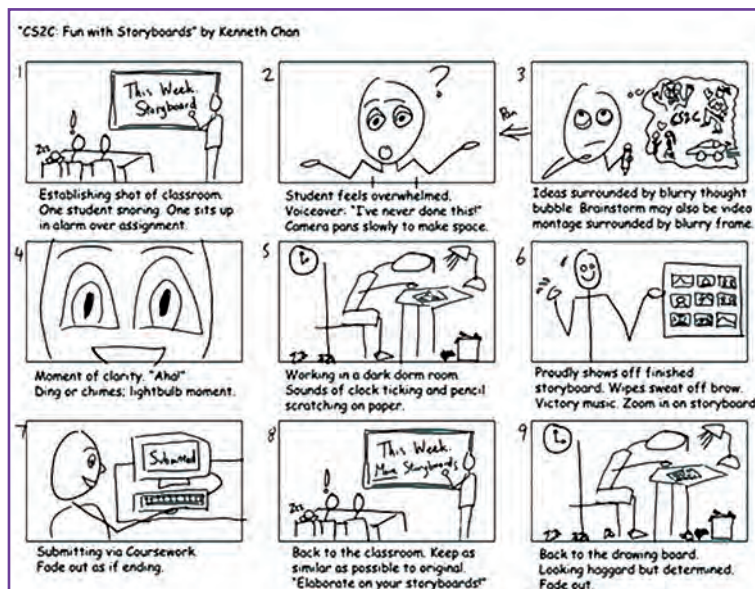 "CS2C: Fun with Storyboards" by Kenneth Chan
1
This Week.
Storyboard
!
Zzz
Establishing shot of classroom.
One student snoring. One sits up
in alarm over assignment.
2
?
Student feels overwhelmed.
Voiceover: "I've never done this!"
Camera pans slowly to make space.
Pan
3
CS2C
Ideas surrounded by blurry thought
bubble. Brainstorm may also be video
montage surrounded by blurry frame.
4
Moment of clarity. "Aha!"
Ding or chimes; lightbulb moment.
5
Working in a dark dorm room.
Sounds of clock ticking and pencil
scratching on paper.
6
Proudly shows off finished
storyboard. Wipes sweat off brow.
Victory music. Zoom in on storyboard
7
Submitted
Submitting via Coursework.
Fade out as if ending.
8
This Week.
More Storyboards
!
Zzz
Back to the classroom. Keep as
similar as possible to original.
"Elaborate on your storyboards!"
9
Back to the drawing board.
Looking haggard but determined.
Fade out.